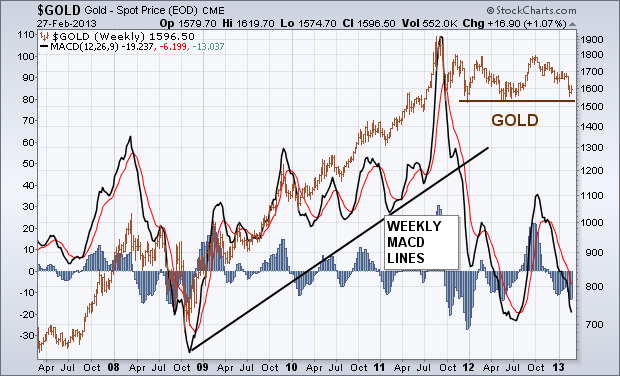 $GOLD Gold - Spot Price (EOD) CME
© StockCharts.com
27-Feb-2013
Op 1579.70 Hi 1619.70 Lo 1574.70 Cl 1596.50 Vol 552.0K Chg +16.90 (+1.07%)
$GOLD (Weekly) 1596.50
MACD(12,26,9) -19.237, -6.199, -13.037
110
100
90
80
70
60
50
40
30
20
10
0
-10
-20
-30
1900
1800
1700
1600
1500
1400
1300
1200
1100
1000
900
800
700
GOLD
WEEKLY
MACD
LINES
Apr Jul Oct 08 Apr Jul Oct 09 Apr Jul Oct 10 Apr Jul Oct 11 Apr Jul Oct 12 Apr Jul Oct 13